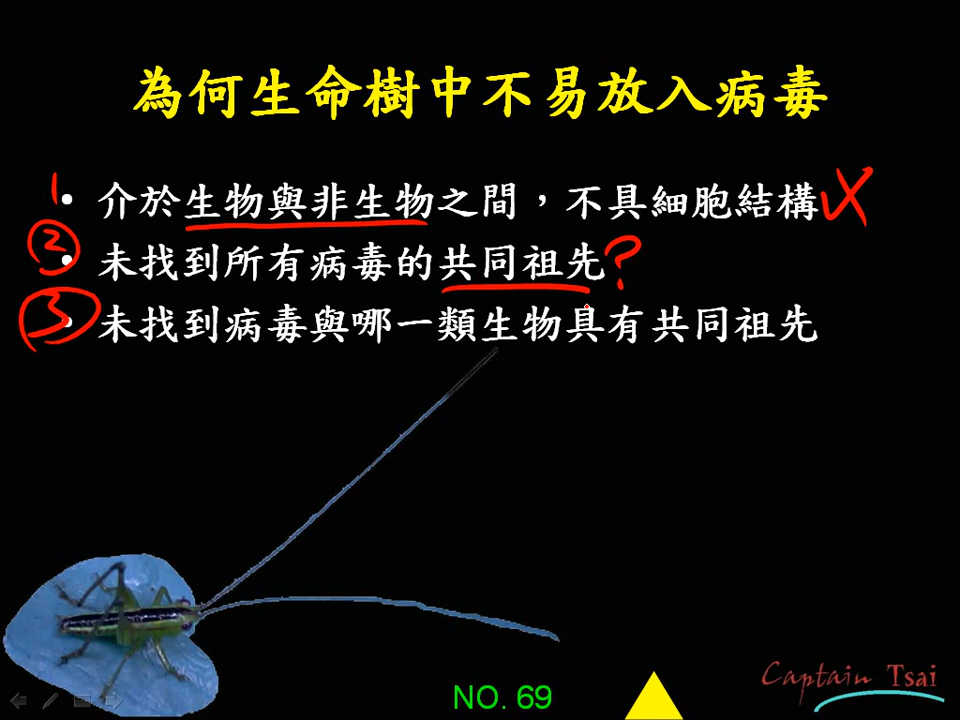 為何生命樹中不易放入病毒
1 • 介於生物與非生物之間，不具細胞結構 X
2 • 未找到所有病毒的共同祖先 ?
3 • 未找到病毒與哪一類生物具有共同祖先
NO. 69
Captain Tsai